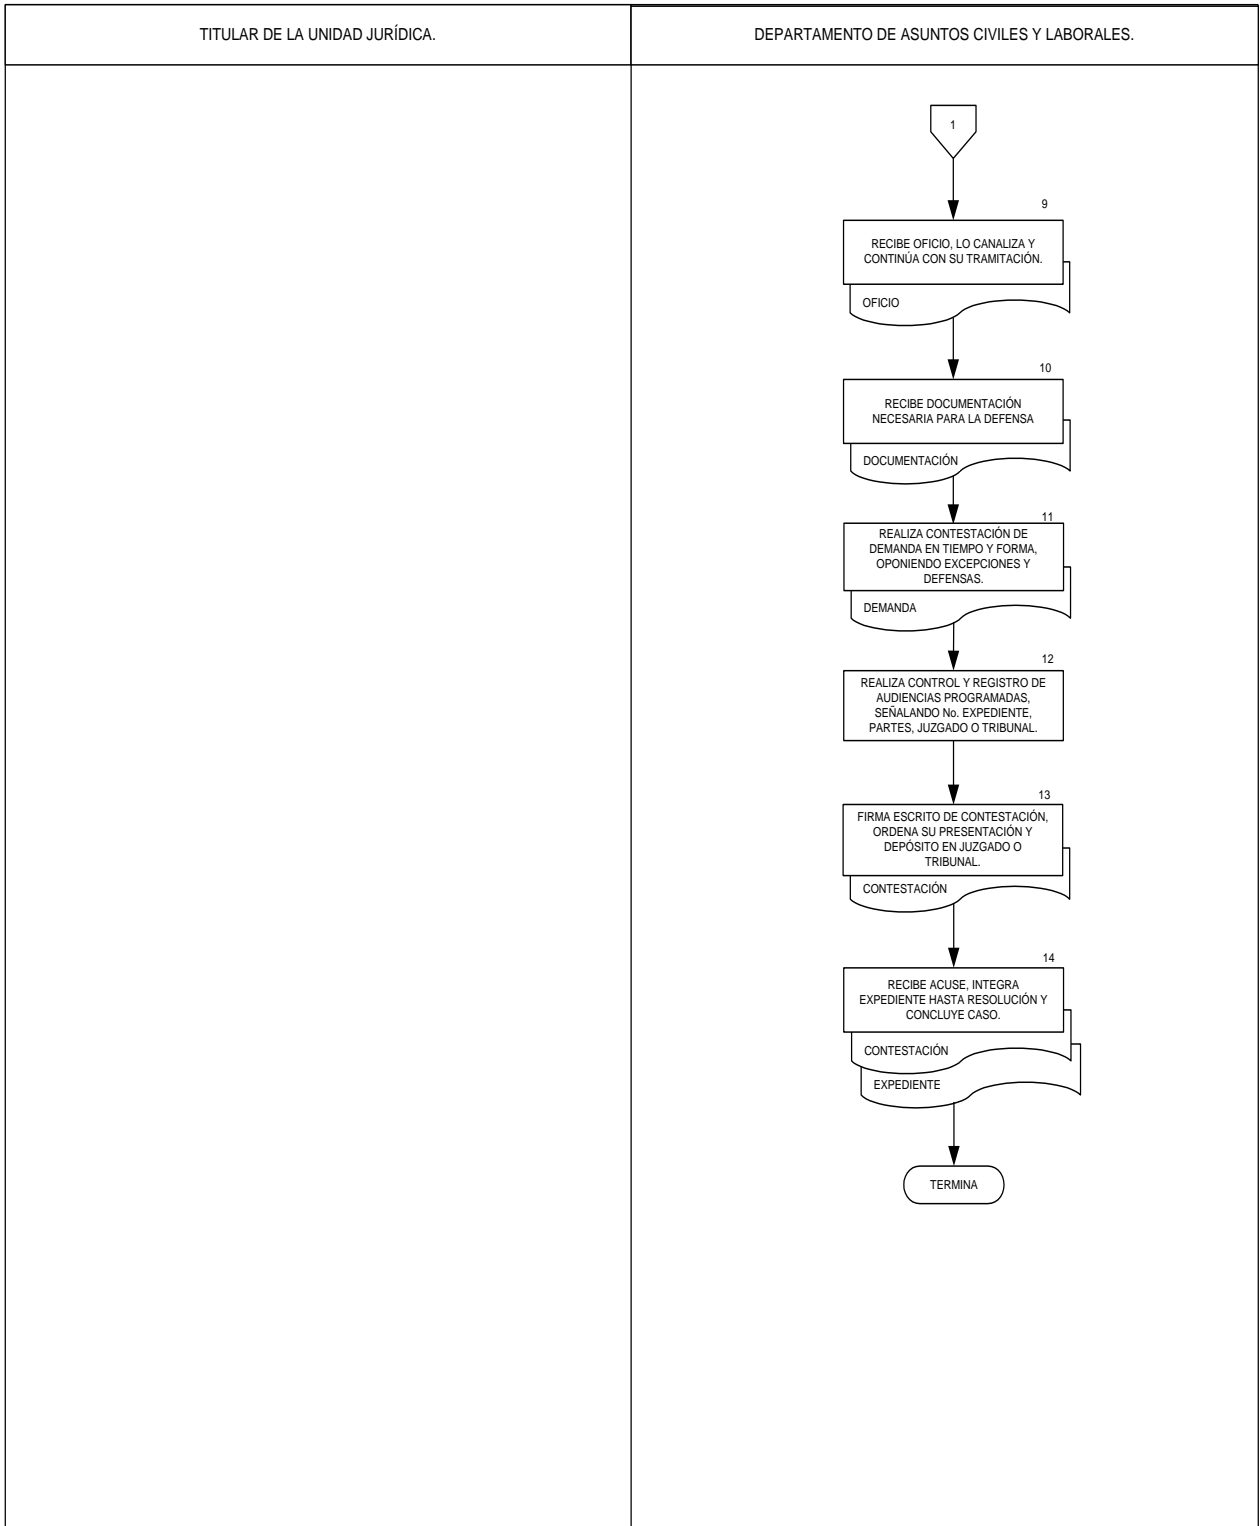 TITULAR DE LA UNIDAD JURÍDICA.
DEPARTAMENTO DE ASUNTOS CIVILES Y LABORALES.
1
9
RECIBE OFICIO, LO CANALIZA Y
CONTINÚA CON SU TRAMITACIÓN.
OFICIO
10
RECIBE DOCUMENTACIÓN
NECESARIA PARA LA DEFENSA
DOCUMENTACIÓN
11
REALIZA CONTESTACIÓN DE
DEMANDA EN TIEMPO Y FORMA,
OPONIENDO EXCEPCIONES Y
DEFENSAS.
DEMANDA
12
REALIZA CONTROL Y REGISTRO DE
AUDIENCIAS PROGRAMADAS,
SEÑALANDO No. EXPEDIENTE,
PARTES, JUZGADO O TRIBUNAL.
13
FIRMA ESCRITO DE CONTESTACIÓN,
ORDENA SU PRESENTACIÓN Y
DEPÓSITO EN JUZGADO O
TRIBUNAL.
CONTESTACIÓN
14
RECIBE ACUSE, INTEGRA
EXPEDIENTE HASTA RESOLUCIÓN Y
CONCLUYE CASO.
CONTESTACIÓN
EXPEDIENTE
TERMINA